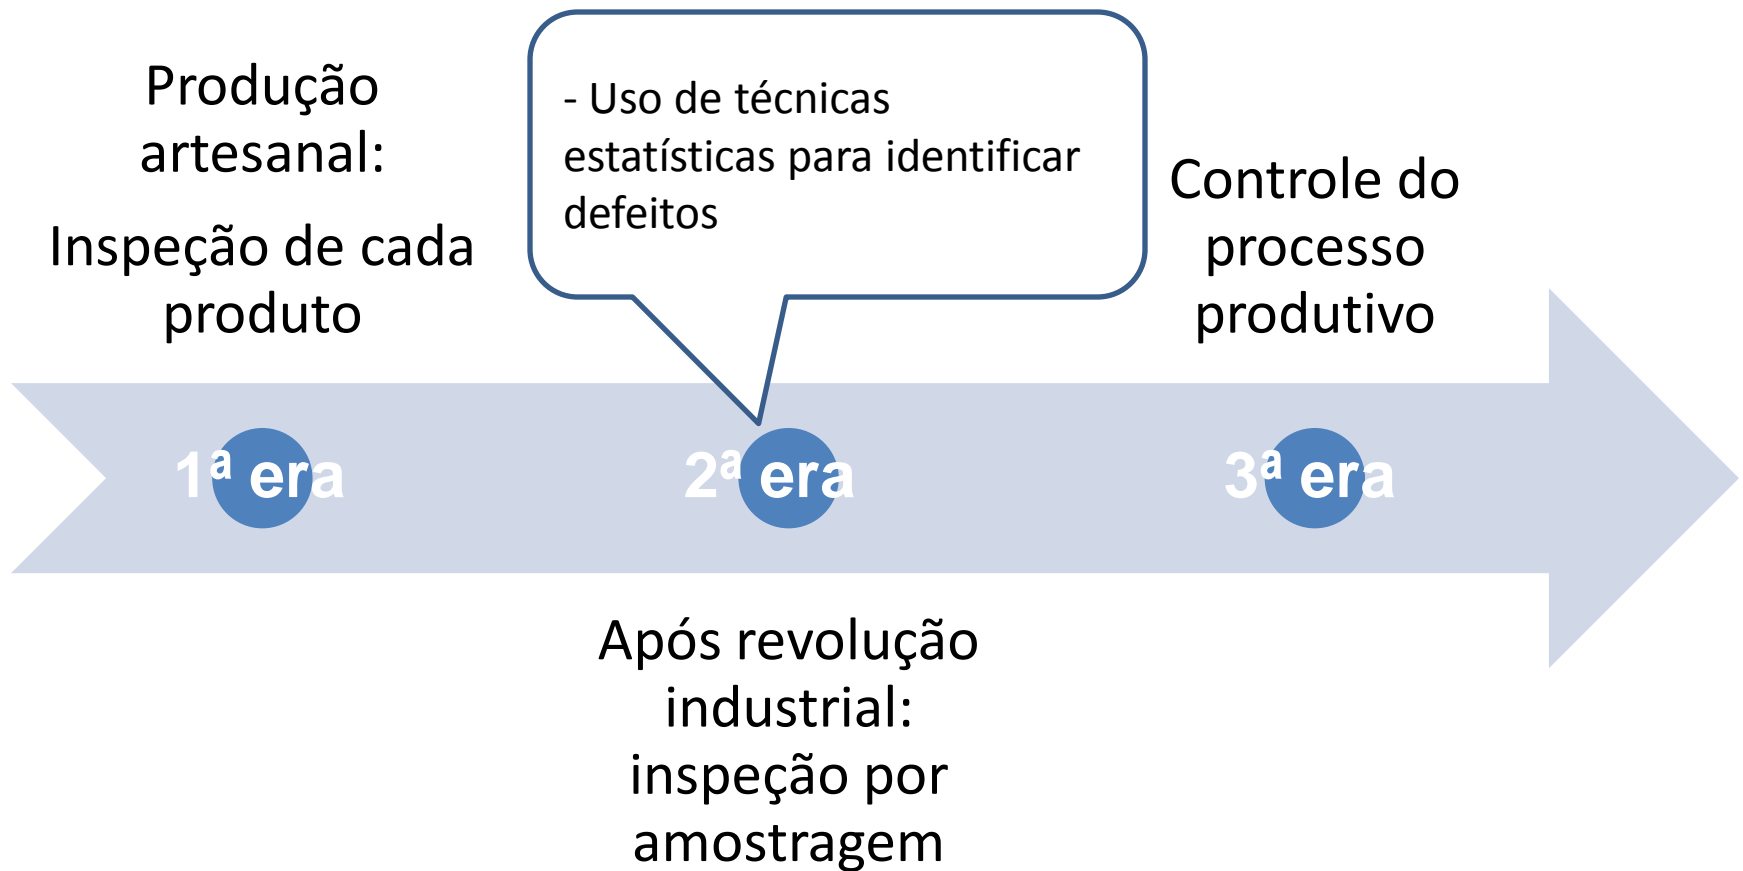 Produção
artesanal:
Inspeção de cada
produto
- Uso de técnicas
estatísticas para identificar
defeitos
Controle do
processo
produtivo
1ª era
2ª era
3ª era
Após revolução
industrial:
inspeção por
amostragem